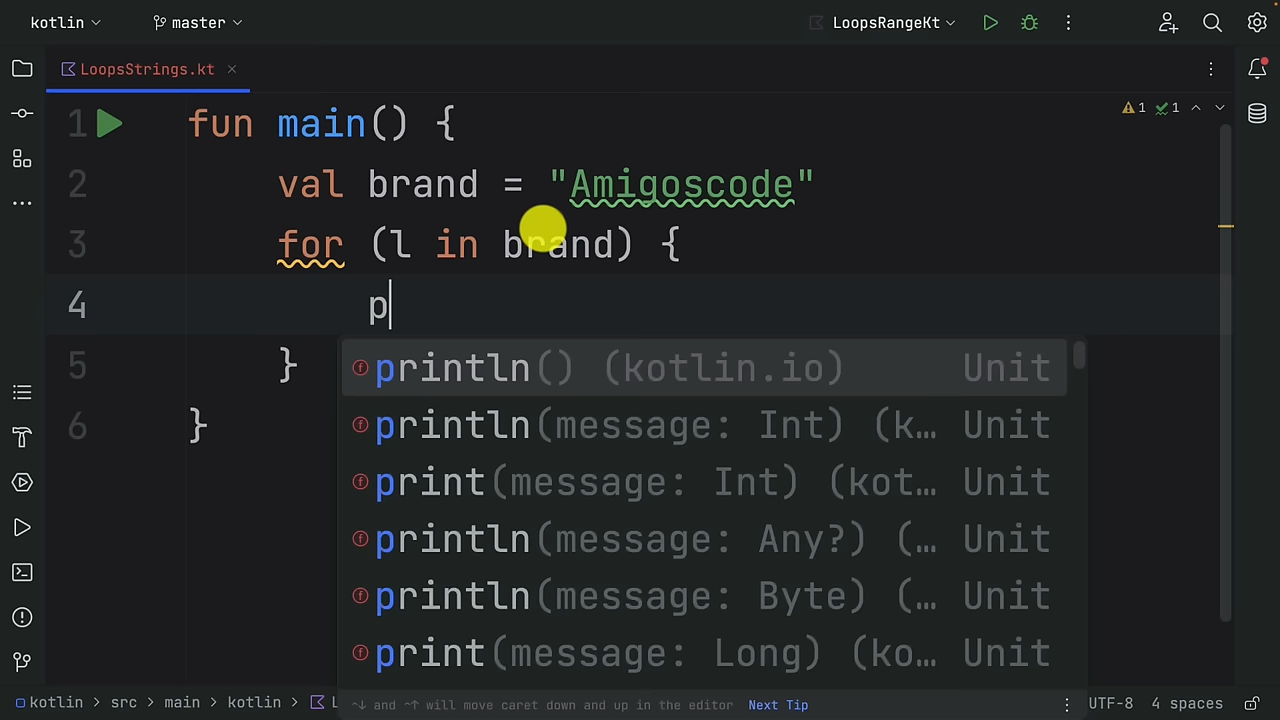 kotlin
master
LoopsRangeKt
LoopsStrings.kt
1
1
1 fun main() {
2 val brand = "Amigoscode"
3 for (l in brand) {
4 p
5 }
6 }
println() (kotlin.io) Unit
println(message: Int) (k… Unit
print(message: Int) (kot… Unit
println(message: Any?) (… Unit
println(message: Byte) (… Unit
print(message: Long) (ko… Unit
and will move caret down and up in the editor Next Tip
kotlin > src > main > kotlin > L
UTF-8 4 spaces